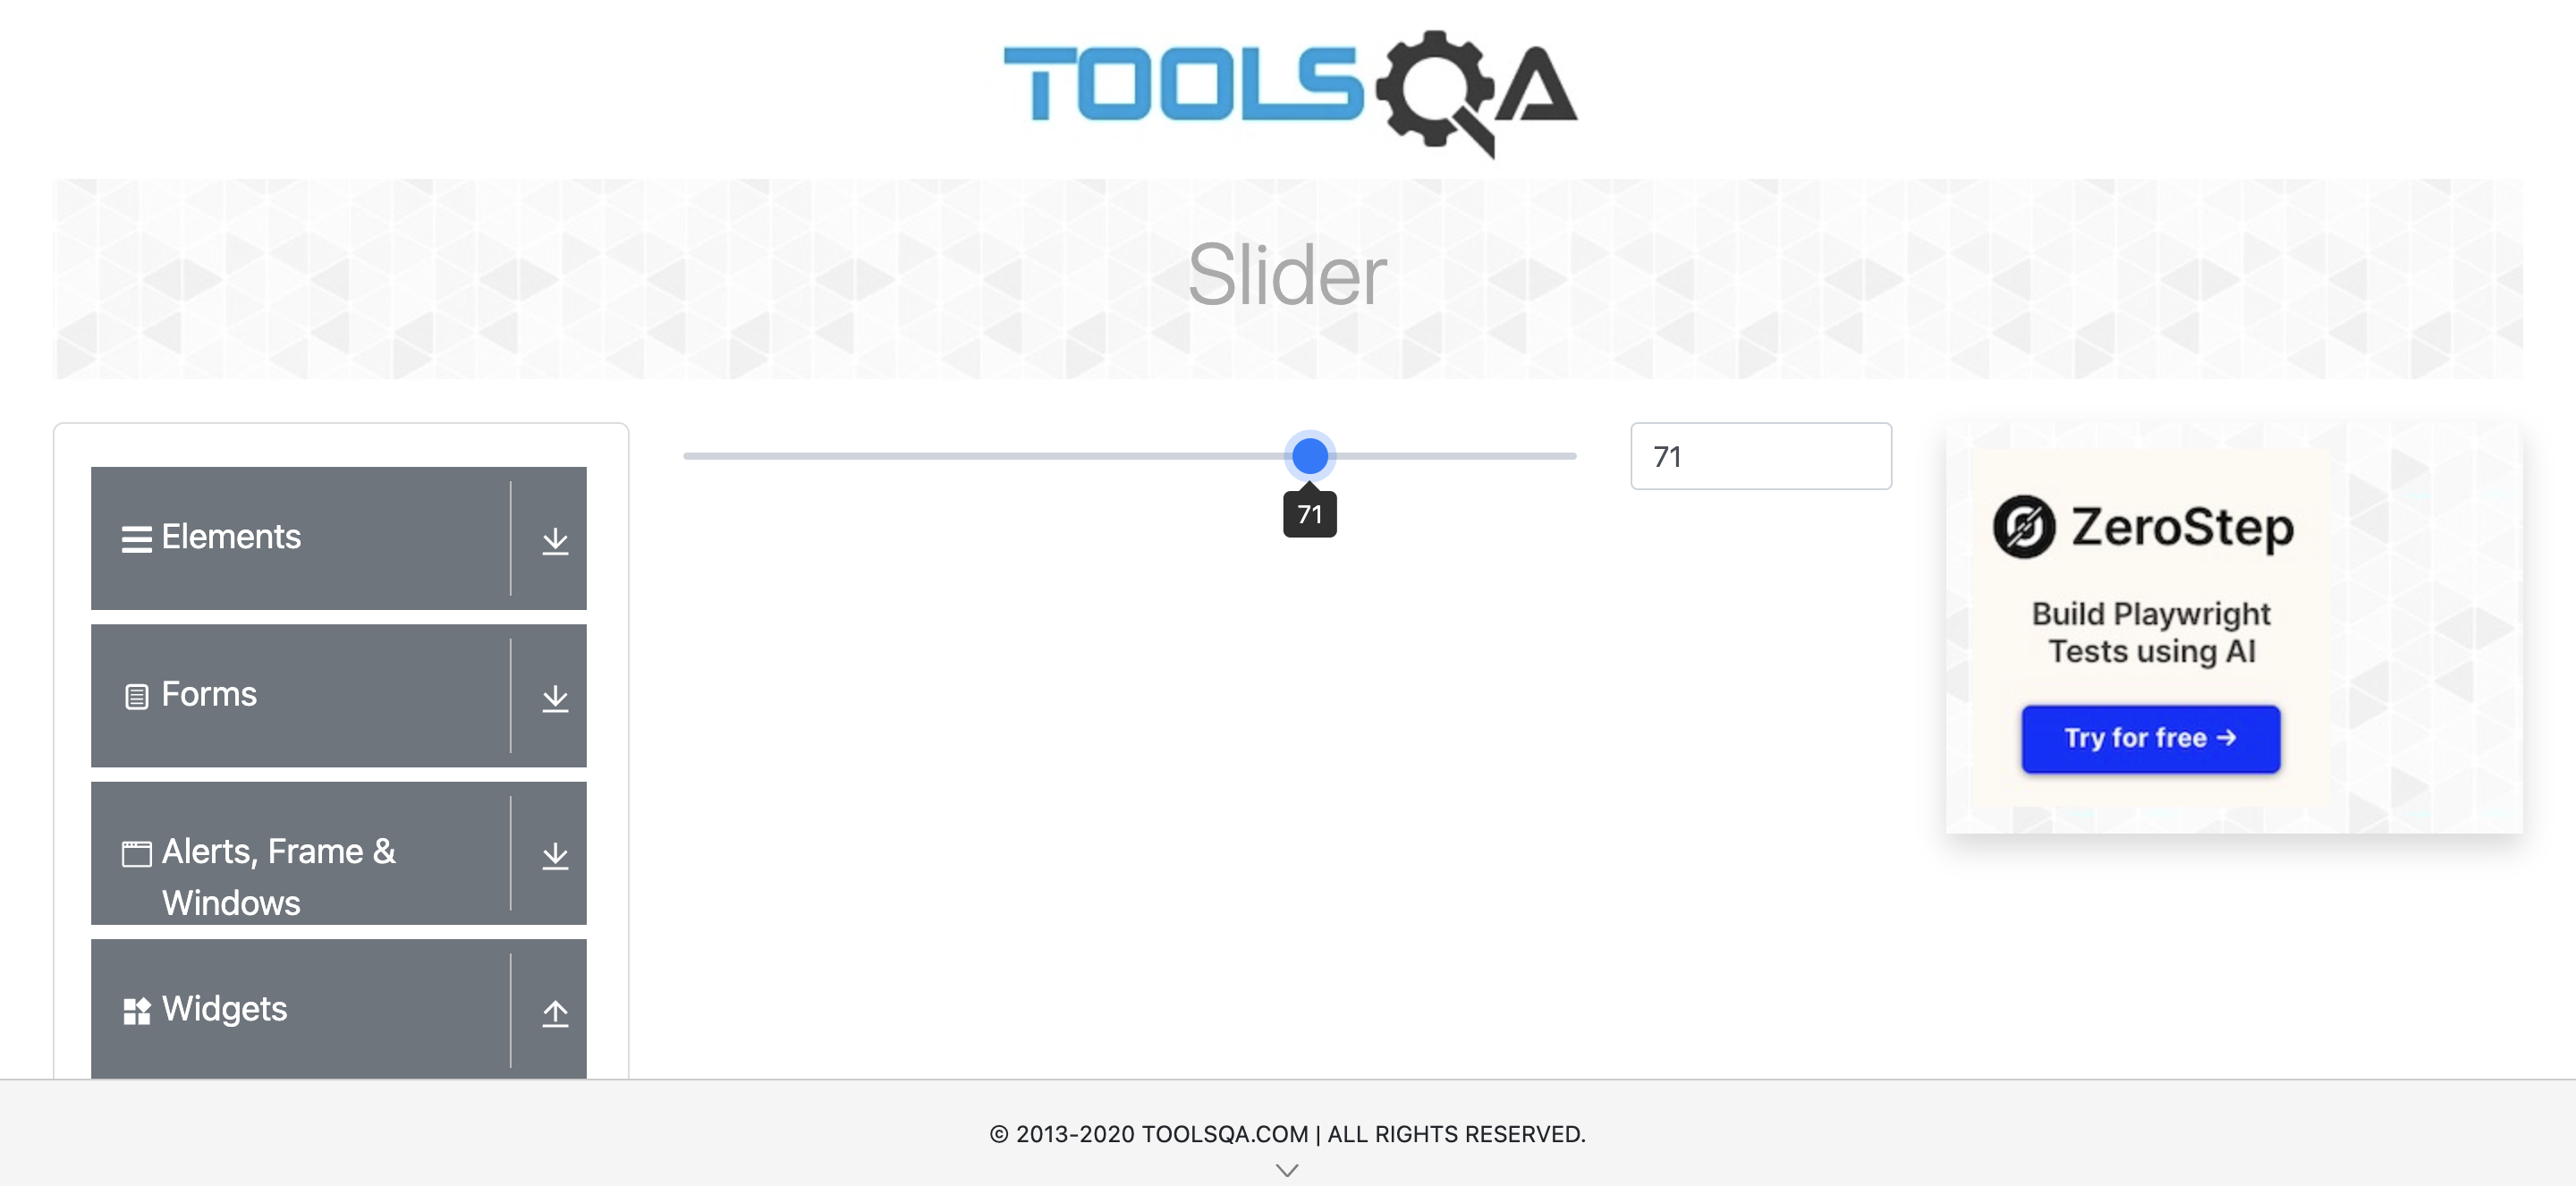 TOOLSQA
Slider
Elements
Forms
Alerts, Frame &
Windows
Widgets
71
71
ZeroStep
Build Playwright
Tests using AI
Try for free →
© 2013-2020 TOOLSQA.COM | ALL RIGHTS RESERVED.